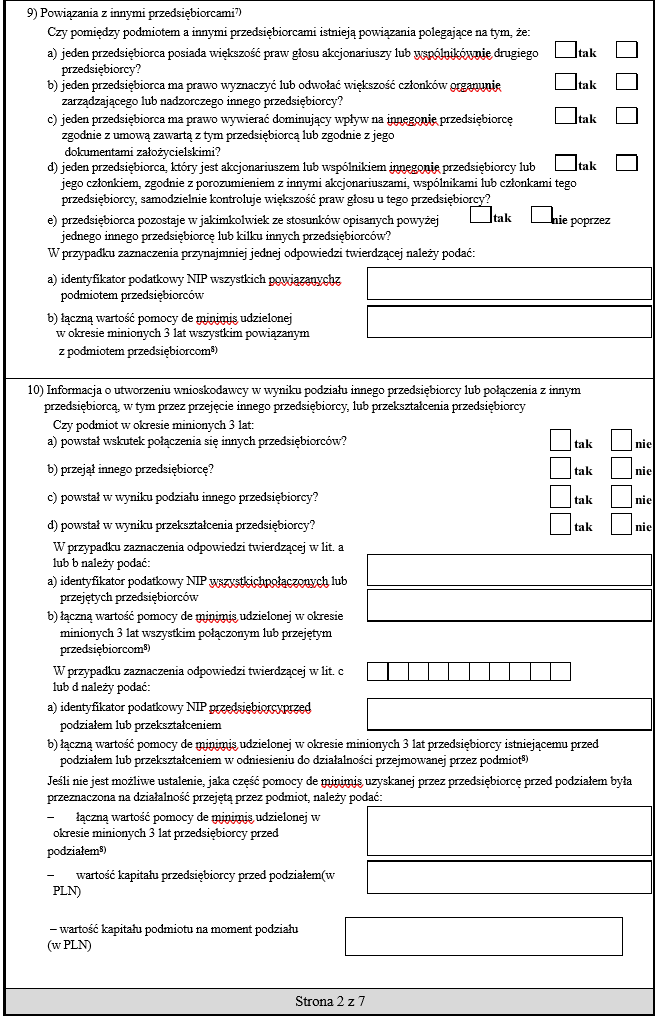 9) Powiązania z innymi przedsiębiorcami7)
Czy pomiędzy podmiotem a innymi przedsiębiorcami istnieją powiązania polegające na tym, że:
a) jeden przedsiębiorca posiada większość praw głosu akcjonariuszy lub wspólnikównie drugiego tak
przedsiębiorcy?
b) jeden przedsiębiorca ma prawo wyznaczyć lub odwołać większość członków organunie tak
zarządzającego lub nadzorczego innego przedsiębiorcy?
c) jeden przedsiębiorca ma prawo wywierać dominujący wpływ na innegonie przedsiębiorcę tak
zgodnie z umową zawartą z tym przedsiębiorcą lub zgodnie z jego
dokumentami założycielskimi?
d) jeden przedsiębiorca, który jest akcjonariuszem lub wspólnikiem innegonie przedsiębiorcy lub tak
jego członkiem, zgodnie z porozumieniem z innymi akcjonariuszami, wspólnikami lub członkami tego
przedsiębiorcy, samodzielnie kontroluje większość praw głosu u tego przedsiębiorcy?
e) przedsiębiorca pozostaje w jakimkolwiek ze stosunków opisanych powyżej tak nie poprzez
jednego innego przedsiębiorcę lub kilku innych przedsiębiorców?
W przypadku zaznaczenia przynajmniej jednej odpowiedzi twierdzącej należy podać:
a) identyfikator podatkowy NIP wszystkich powiązanychz
podmiotem przedsiębiorców
b) łączną wartość pomocy de minimis udzielonej
w okresie minionych 3 lat wszystkim powiązanym
z podmiotem przedsiębiorcom8)
10) Informacja o utworzeniu wnioskodawcy w wyniku podziału innego przedsiębiorcy lub połączenia z innym
przedsiębiorcą, w tym przez przejęcie innego przedsiębiorcy, lub przekształcenia przedsiębiorcy
Czy podmiot w okresie minionych 3 lat:
a) powstał wskutek połączenia się innych przedsiębiorców? tak nie
b) przejął innego przedsiębiorcę? tak nie
c) powstał w wyniku podziału innego przedsiębiorcy? tak nie
d) powstał w wyniku przekształcenia przedsiębiorcy? tak nie
W przypadku zaznaczenia odpowiedzi twierdzącej w lit. a
lub b należy podać:
a) identyfikator podatkowy NIP wszystkichpołączonych lub
przejętych przedsiębiorców
b) łączną wartość pomocy de minimis udzielonej w okresie
minionych 3 lat wszystkim połączonym lub przejętym
przedsiębiorcom8)
W przypadku zaznaczenia odpowiedzi twierdzącej w lit. c
lub d należy podać:
a) identyfikator podatkowy NIP przedsiębiorcyprzed
podziałem lub przekształceniem
b) łączną wartość pomocy de minimis udzielonej w okresie minionych 3 lat przedsiębiorcy istniejącemu przed
podziałem lub przekształceniem w odniesieniu do działalności przejmowanej przez podmiot8)
Jeśli nie jest możliwe ustalenie, jaka część pomocy de minimis uzyskanej przez przedsiębiorcę przed podziałem była
przeznaczona na działalność przejętą przez podmiot, należy podać:
– łączną wartość pomocy de minimis udzielonej w
okresie minionych 3 lat przedsiębiorcy przed
podziałem8)
– wartość kapitału przedsiębiorcy przed podziałem(w
PLN)
– wartość kapitału podmiotu na moment podziału
(w PLN)
Strona 2 z 7